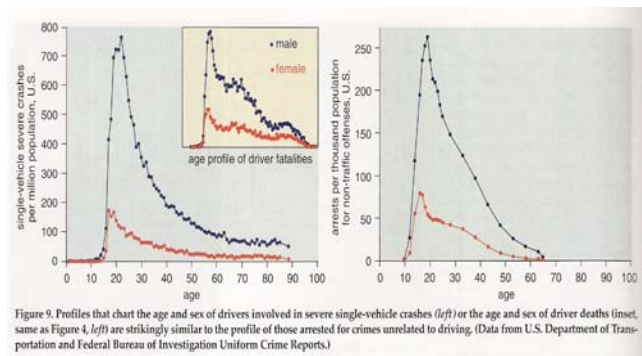 800
700
600
500
400
300
200
100
0
single-vehicle severe crashes
per million population, U.S.
male
female
age profile of driver fatalities
0 10 20 30 40 50 60 70 80 90 100
age
250
200
150
100
50
0
arrests per thousand population
for non-traffic offenses, U.S.
0 10 20 30 40 50 60 70 80 90 100
age
Figure 9. Profiles that chart the age and sex of drivers involved in severe single-vehicle crashes (left) or the age and sex of driver deaths (inset,
same as Figure 4, left) are strikingly similar to the profile of those arrested for crimes unrelated to driving. (Data from U.S. Department of Trans-
portation and Federal Bureau of Investigation Uniform Crime Reports.)